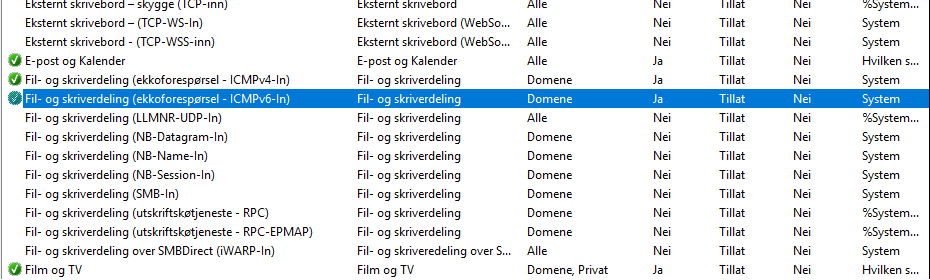 Eksternt skrivebord – skygge (TCP-inn) Eksternt skrivebord Alle Nei Tillat Nei %System...
Eksternt skrivebord – (TCP-WS-In) Eksternt skrivebord (WebSo... Alle Nei Tillat Nei System
Eksternt skrivebord - (TCP-WSS-inn) Eksternt skrivebord (WebSo... Alle Nei Tillat Nei System
E-post og Kalender E-post og Kalender Alle Ja Tillat Nei Hvilken s...
Fil- og skriverdeling (ekkoforespørsel - ICMPv4-In) Fil- og skriverdeling Domene Ja Tillat Nei System
Fil- og skriverdeling (ekkoforespørsel - ICMPv6-In) Fil- og skriverdeling Domene Ja Tillat Nei System
Fil- og skriverdeling (LLMNR-UDP-In) Fil- og skriverdeling Alle Nei Tillat Nei %System...
Fil- og skriverdeling (NB-Datagram-In) Fil- og skriverdeling Domene Nei Tillat Nei System
Fil- og skriverdeling (NB-Name-In) Fil- og skriverdeling Domene Nei Tillat Nei System
Fil- og skriverdeling (NB-Session-In) Fil- og skriverdeling Domene Nei Tillat Nei System
Fil- og skriverdeling (SMB-In) Fil- og skriverdeling Domene Nei Tillat Nei System
Fil- og skriverdeling (utskriftskøtjeneste - RPC) Fil- og skriverdeling Domene Nei Tillat Nei %System...
Fil- og skriverdeling (utskriftskøtjeneste - RPC-EPMAP) Fil- og skriverdeling Domene Nei Tillat Nei %System...
Fil- og skriverdeling over SMBDirect (iWARP-In) Fil- og skriveredeling over S... Alle Nei Tillat Nei System
Film og TV Film og TV Domene, Privat Ja Tillat Nei Hvilken s...